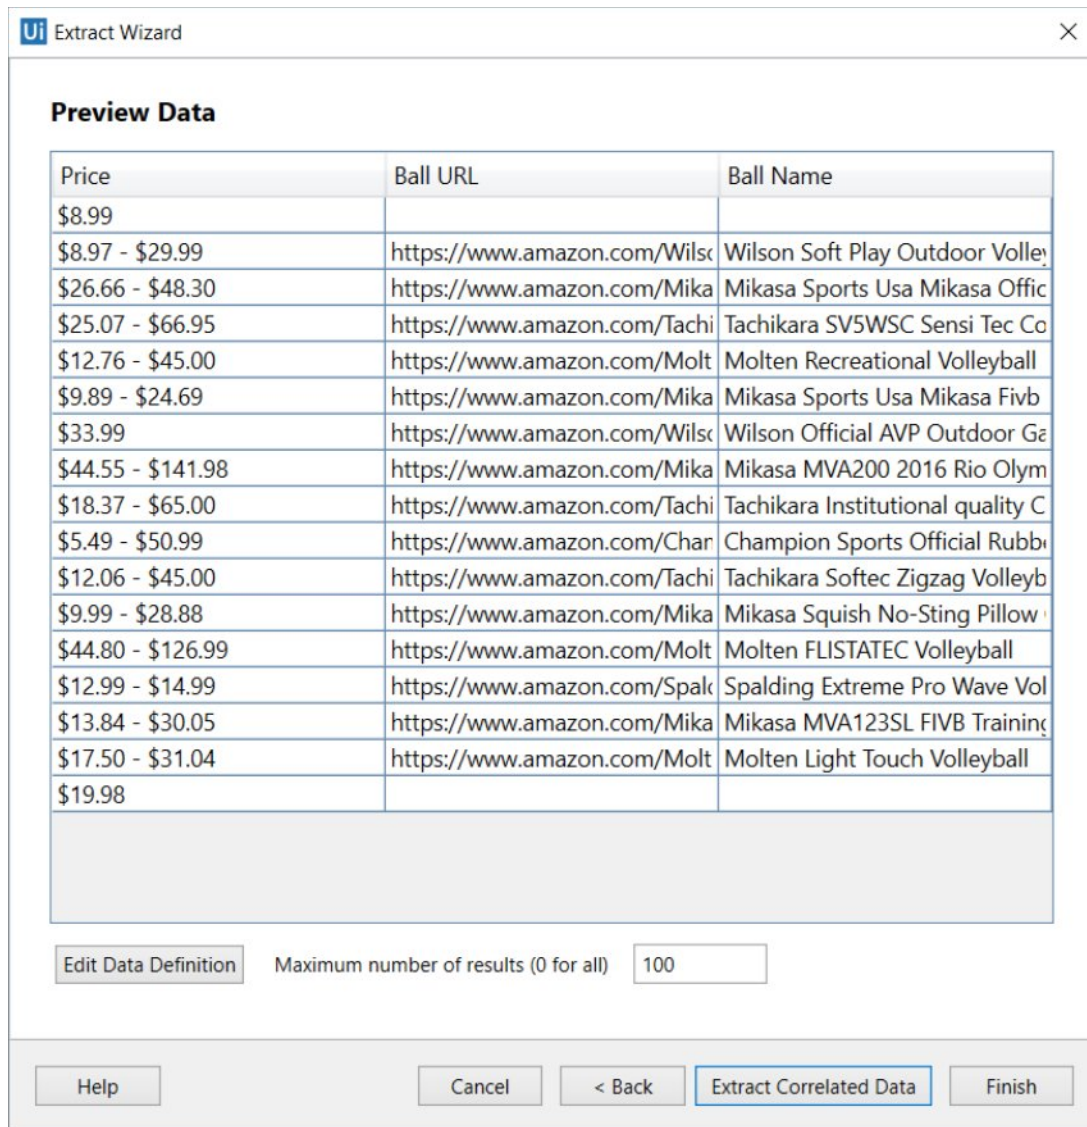 Ui Extract Wizard
Preview Data
Price Ball URL Ball Name
$8.99
$8.97 - $29.99 https://www.amazon.com/Wilsc Wilson Soft Play Outdoor Volley
$26.66 - $48.30 https://www.amazon.com/Mika Mikasa Sports Usa Mikasa Offic
$25.07 - $66.95 https://www.amazon.com/Tachi Tachikara SV5WSC Sensi Tec Co
$12.76 - $45.00 https://www.amazon.com/Molt Molten Recreational Volleyball
$9.89 - $24.69 https://www.amazon.com/Mika Mikasa Sports Usa Mikasa Fivb
$33.99 https://www.amazon.com/Wilsc Wilson Official AVP Outdoor Ga
$44.55 - $141.98 https://www.amazon.com/Mika Mikasa MVA200 2016 Rio Olym
$18.37 - $65.00 https://www.amazon.com/Tachi Tachikara Institutional quality C
$5.49 - $50.99 https://www.amazon.com/Char Champion Sports Official Rubb
$12.06 - $45.00 https://www.amazon.com/Tachi Tachikara Softec Zigzag Volleyb
$9.99 - $28.88 https://www.amazon.com/Mika Mikasa Squish No-Sting Pillow
$44.80 - $126.99 https://www.amazon.com/Molt Molten FLISTATEC Volleyball
$12.99 - $14.99 https://www.amazon.com/Spalc Spalding Extreme Pro Wave Vol
$13.84 - $30.05 https://www.amazon.com/Mika Mikasa MVA123SL FIVB Training
$17.50 - $31.04 https://www.amazon.com/Molt Molten Light Touch Volleyball
$19.98
Edit Data Definition Maximum number of results (0 for all) 100
Help Cancel < Back Extract Correlated Data Finish